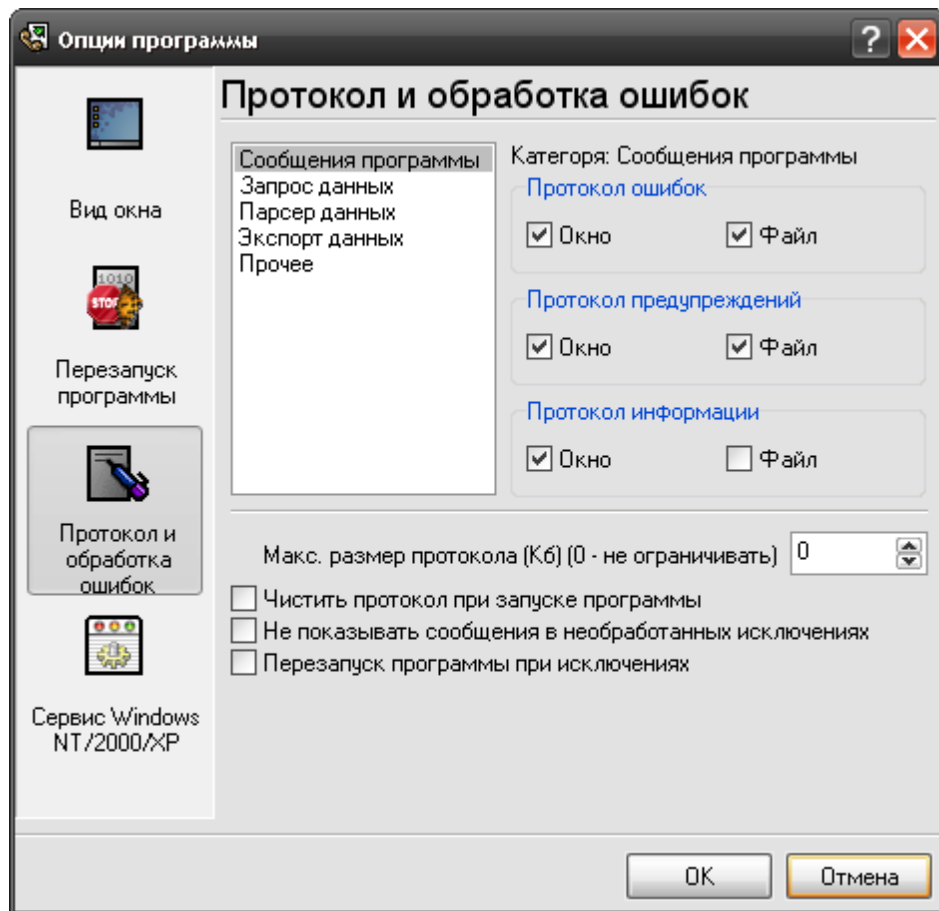 Опции программы
Протокол и обработка ошибок
Вид окна
1010
STOP
Перезапуск
программы
Протокол и
обработка
ошибок
Сервис Windows
NT/2000/XP
Сообщения программы
Запрос данных
Парсер данных
Экспорт данных
Прочее
Категоря: Сообщения программы
Протокол ошибок
Окно Файл
Протокол предупреждений
Окно Файл
Протокол информации
Окно Файл
Макс. размер протокола (Кб) (0 - не ограничивать) 0
Чистить протокол при запуске программы
Не показывать сообщения в необработанных исключениях
Перезапуск программы при исключениях
OK Отмена